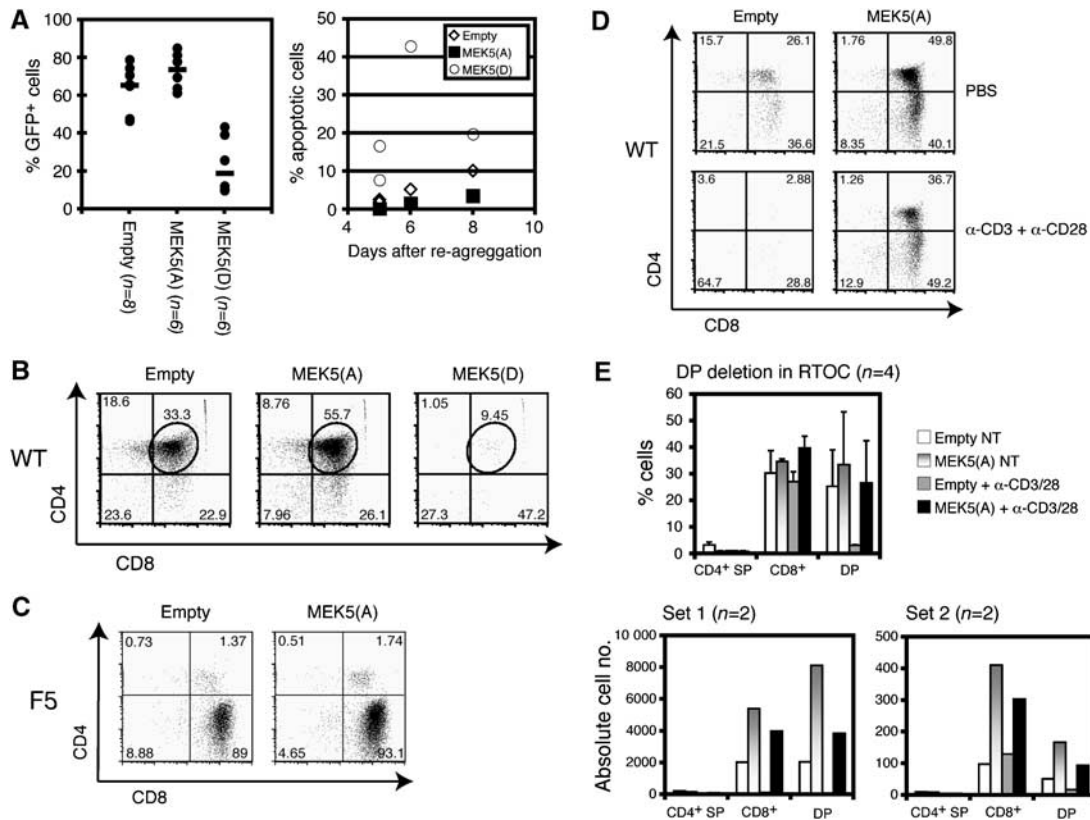 A
% GFP+ cells
100
80
60
40
20
0
Empty (n=8)
MEK5(A) (n=6)
MEK5(D) (n=6)
% apoptotic cells
50
40
30
20
10
0
4 6 8 10
Days after re-agreggation
Empty
MEK5(A)
MEK5(D)
B
Empty MEK5(A) MEK5(D)
WT
CD4
18.6 33.3
23.6 22.9
8.76 55.7
7.96 26.1
1.05 9.45
27.3 47.2
CD8
C
Empty MEK5(A)
F5
CD4
0.73 1.37
8.88 89
0.51 1.74
4.65 93.1
CD8
D
Empty MEK5(A)
15.7 26.1
21.5 36.6
1.76 49.8
8.35 40.1
PBS
WT
3.6 2.88
64.7 28.8
1.26 36.7
12.9 49.2
α-CD3 + α-CD28
CD4
CD8
E
DP deletion in RTOC (n=4)
% cells
60
50
40
30
20
10
0
CD4+ SP CD8+ DP
Empty NT
MEK5(A) NT
Empty + α-CD3/28
MEK5(A) + α-CD3/28
Set 1 (n=2)
Absolute cell no.
10 000
8000
6000
4000
2000
0
CD4+ SP CD8+ DP
Set 2 (n=2)
500
400
300
200
100
0
CD4+ SP CD8+ DP